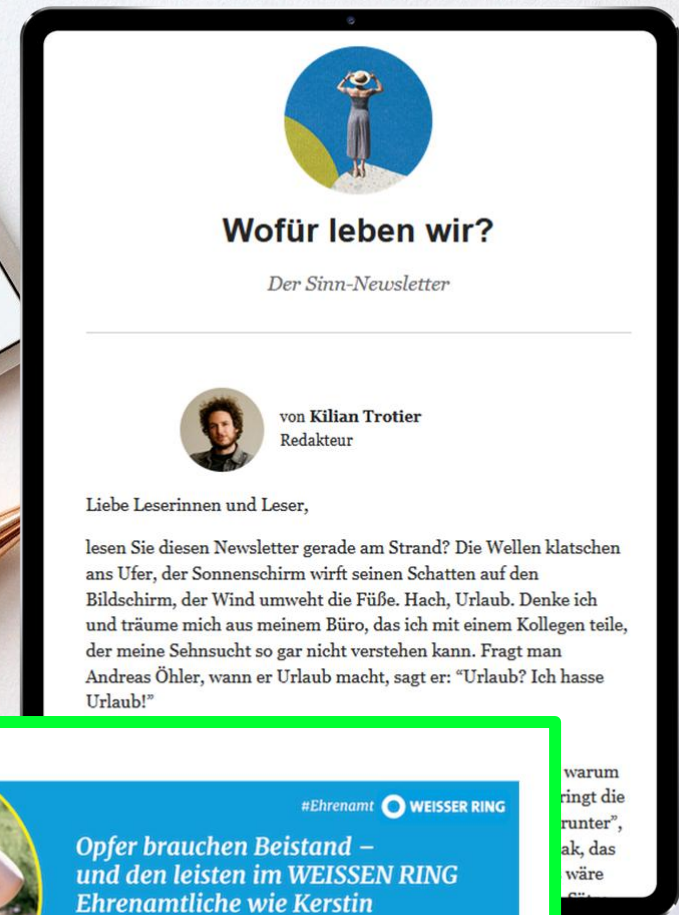 Wofür leben wir?
Der Sinn-Newsletter
von Kilian Trotier
Redakteur
Liebe Leserinnen und Leser,
lesen Sie diesen Newsletter gerade am Strand? Die Wellen klatschen
ans Ufer, der Sonnenschirm wirft seinen Schatten auf den
Bildschirm, der Wind umweht die Füße. Hach, Urlaub. Denke ich
und träume mich aus meinem Büro, das ich mit einem Kollegen teile,
der meine Sehnsucht so gar nicht verstehen kann. Fragt man
Andreas Öhler, wann er Urlaub macht, sagt er: “Urlaub? Ich hasse
Urlaub!”
warum
ringt die
runter”,
ak, das
wäre
#Ehrenamt WEISSER RING
Opfer brauchen Beistand –
und den leisten im WEISSEN RING
Ehrenamtliche wie Kerstin